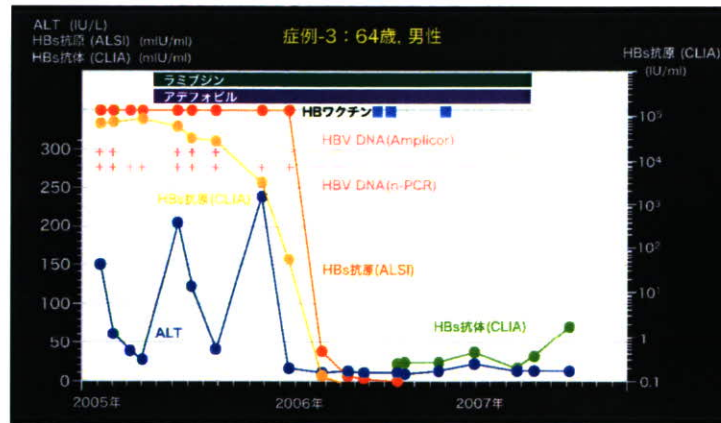 ALT (IU/L)
HBs抗原 (ALSI) (mIU/ml)
HBs抗体 (CLIA) (mIU/ml)
症例-3：64歳, 男性
HBs抗原 (CLIA)
(IU/ml)
ラミブジン
アデフォビル
HBワクチン
HBV DNA(Amplicor)
HBV DNA(n-PCR)
HBs抗原(CLIA)
HBs抗原(ALSI)
HBs抗体(CLIA)
ALT
300
250
200
150
100
50
0
10⁵
10⁴
10³
10²
10¹
1
0.1
2005年
2006年
2007年